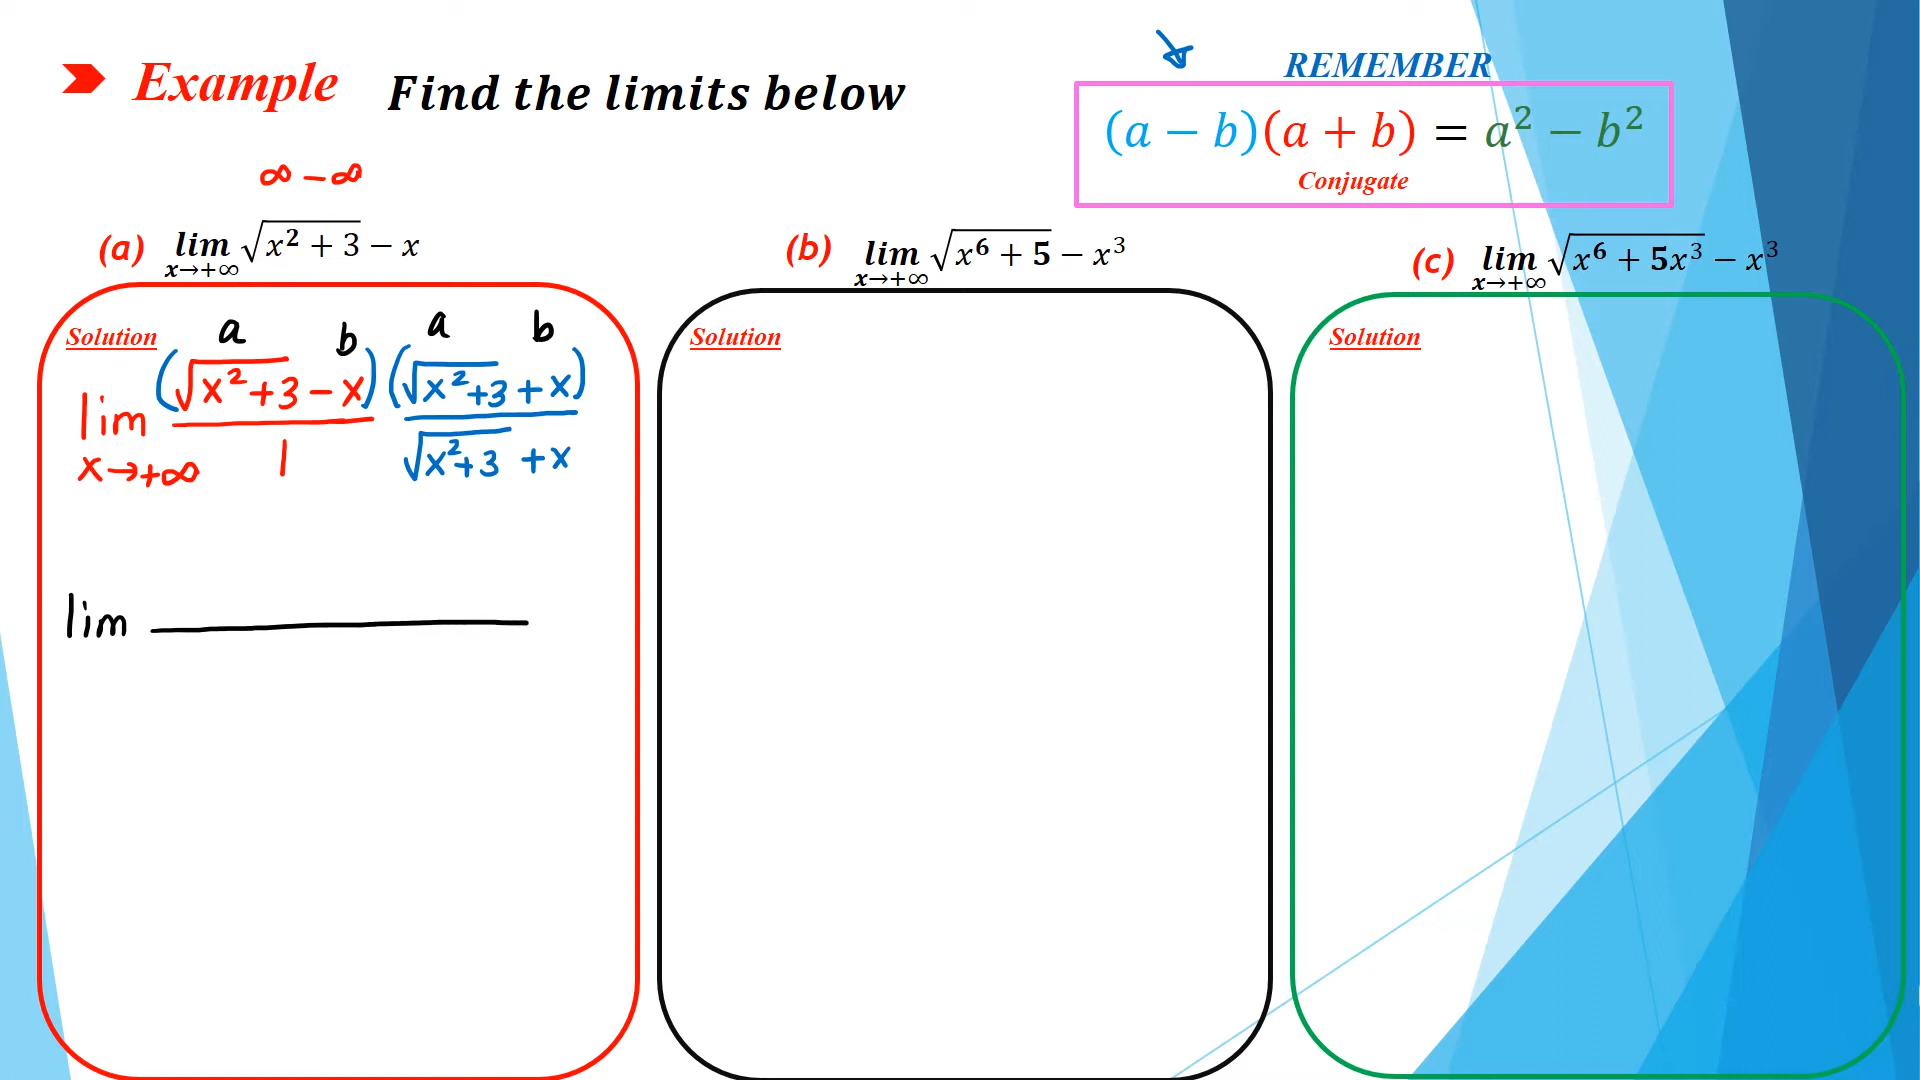 Example Find the limits below
REMEMBER
(a − b)(a + b) = a² − b²
Conjugate
∞ − ∞
(a) lim x→+∞ √(x² + 3) − x
(b) lim x→+∞ √(x⁶ + 5) − x³
(c) lim x→+∞ √(x⁶ + 5x³) − x³
Solution
a b a b
(√(x²+3) − x) (√(x²+3) + x)
lim
x→+∞ 1 √(x²+3) + x
lim
Solution
Solution